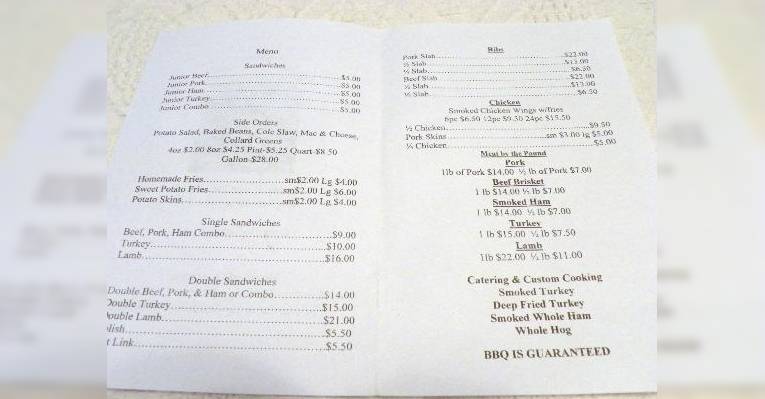 Menu
Sandwiches
Junior Beef $5.00
Junior Pork $5.00
Junior Ham $5.00
Junior Turkey $5.00
Junior Combo $5.00
Side Orders
Potato Salad, Baked Beans, Cole Slaw, Mac & Cheese,
Collard Greens
4oz $2.00 8oz $4.25 Pint-$5.25 Quart-$8.50
Gallon-$28.00
Homemade Fries sm$2.00 Lg $4.00
Sweet Potato Fries sm$2.00 Lg $6.00
Potato Skins sm$2.00 Lg $4.00
Single Sandwiches
Beef, Pork, Ham Combo $9.00
Turkey $10.00
Lamb $16.00
Double Sandwiches
Double Beef, Pork, & Ham or Combo $14.00
Double Turkey $15.00
ouble Lamb $21.00
lish $5.50
t Link $5.50
Ribs
Pork Slab $22.00
½ Slab $13.00
Slab $6.50
Beef Slab $22.00
½ Slab $13.00
Slab $6.50
Chicken
Smoked Chicken Wings w/fries
6pc $6.50 12pc $9.50 24pc $15.50
½ Chicken $9.50
Pork Skins sm $3.00 lg $5.00
¼ Chicken $5.00
Meat by the Pound
Pork
1lb of Pork $14.00 ½ lb of Pork $7.00
Beef Brisket
1 lb $14.00 ½ lb $7.00
Smoked Ham
1 lb $14.00 ½ lb $7.00
Turkey
1 lb $15.00 ½ lb $7.50
Lamb
1lb $22.00 ½ lb $11.00
Catering & Custom Cooking
Smoked Turkey
Deep Fried Turkey
Smoked Whole Ham
Whole Hog
BBQ IS GUARANTEED